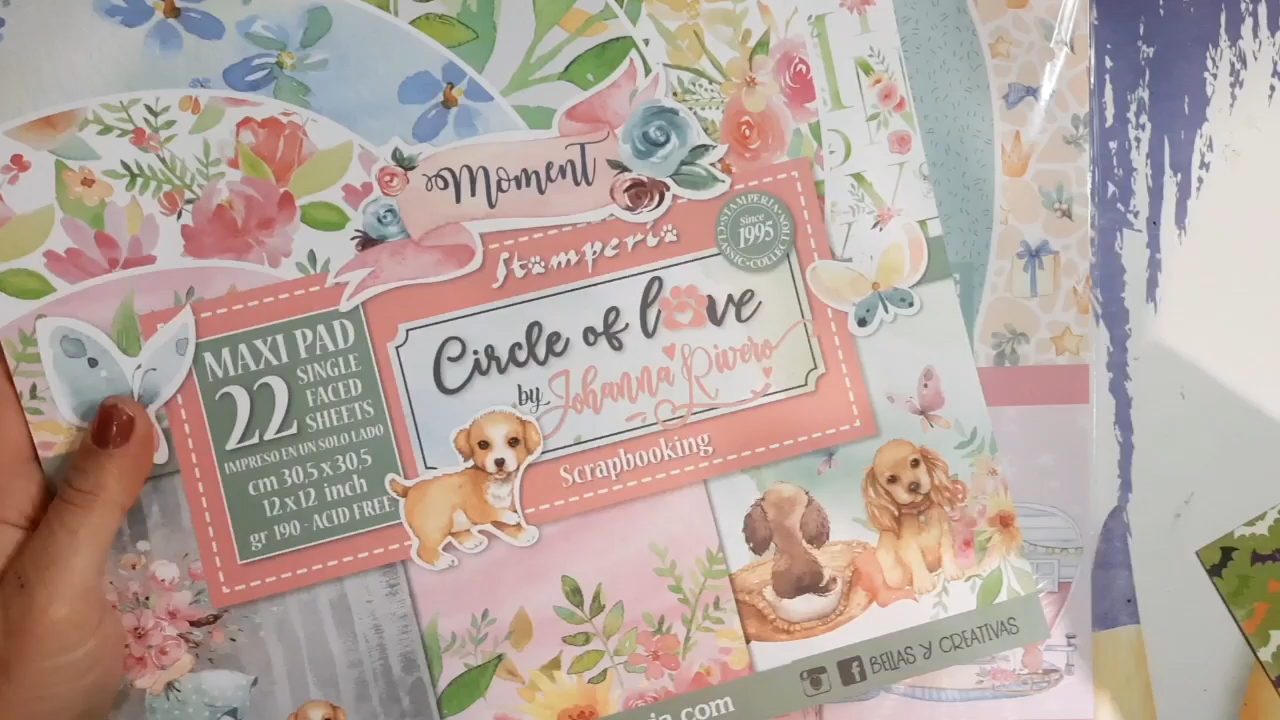 Moment
Stamperia
STAMPERIA
Since
1995
CLASSIC • COLLECTION
MAXI PAD
22 SINGLE
FACED
SHEETS
IMPRESO EN UN SOLO LADO
cm 30,5 x 30,5
12 x 12 inch
gr 190 - ACID FREE
Circle of love
by Johanna Rivero
Scrapbooking
BELLAS Y CREATIVAS
ia.com